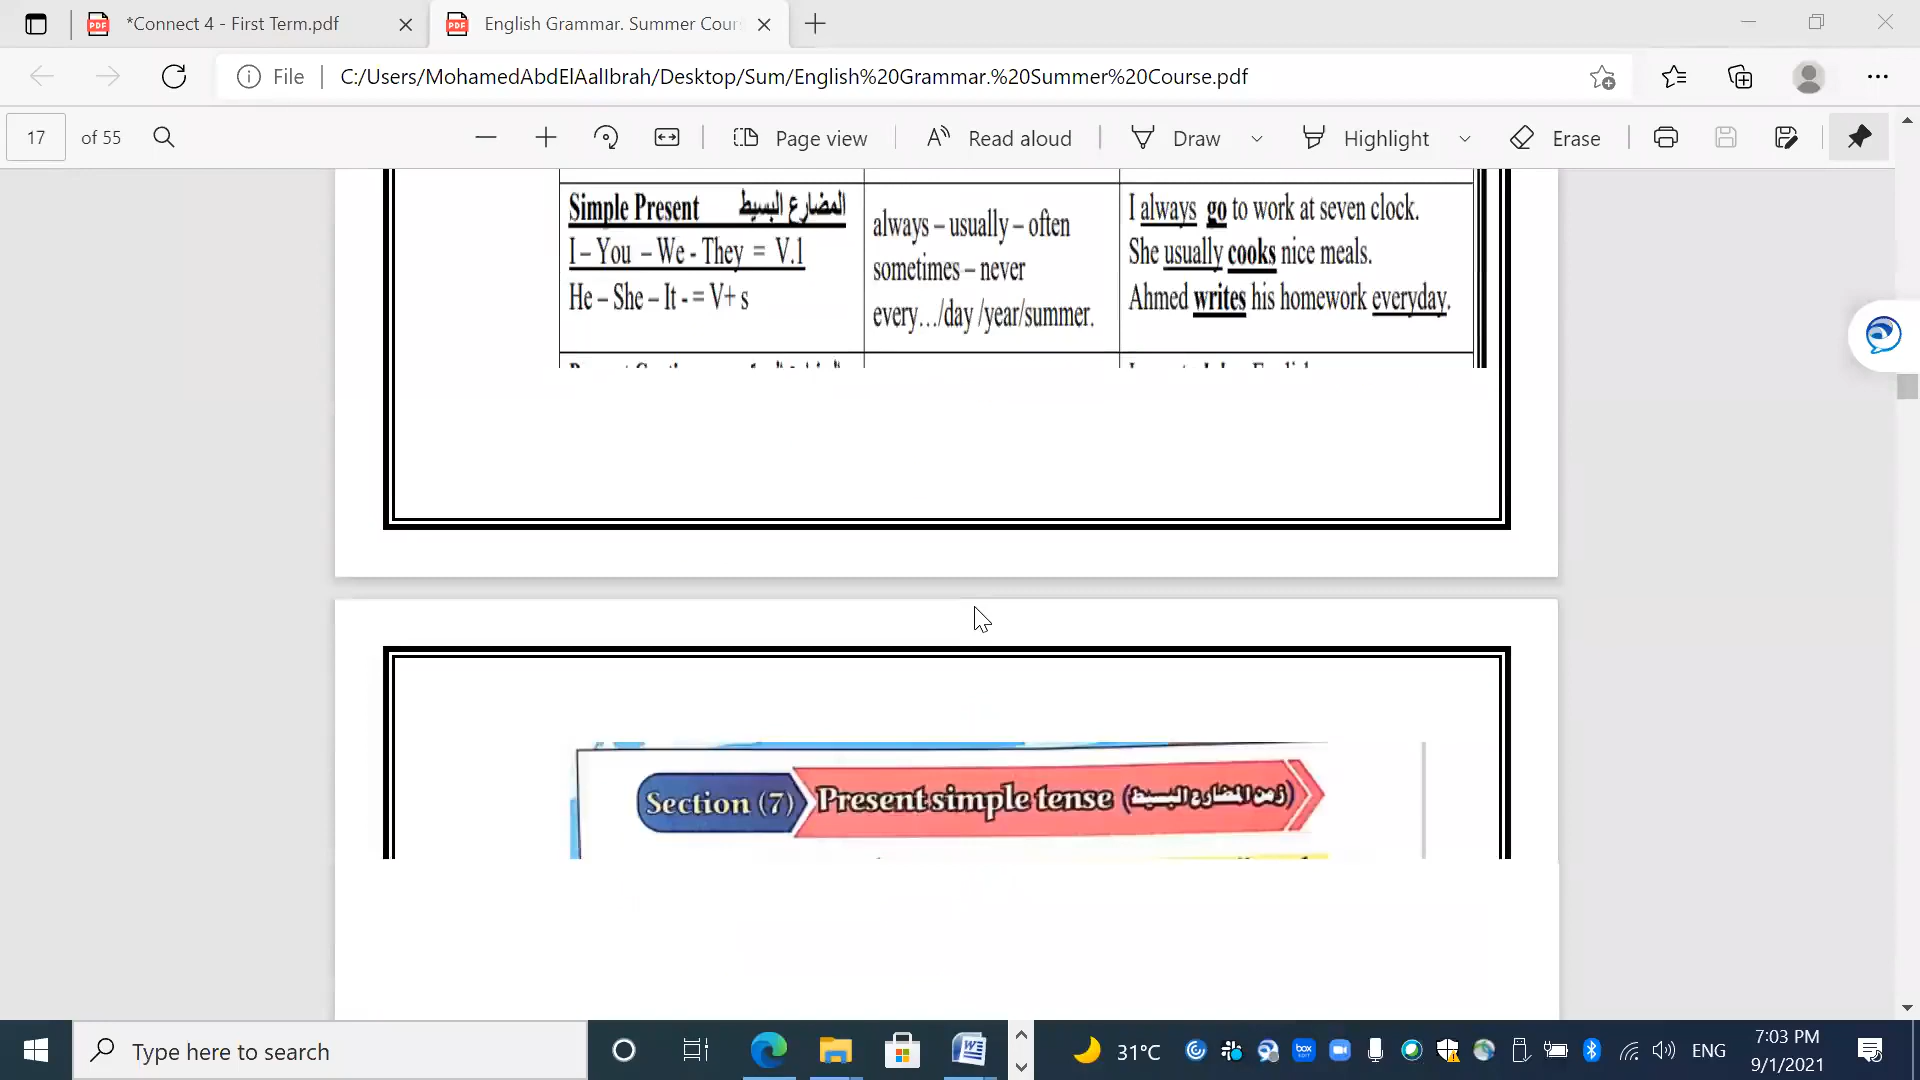 *Connect 4 - First Term.pdf
English Grammar. Summer Cour
File
C:/Users/MohamedAbdElAalIbrah/Desktop/Sum/English%20Grammar.%20Summer%20Course.pdf
17 of 55
Page view
Read aloud
Draw
Highlight
Erase
Simple Present المضارع البسيط
I – You – We - They = V.1
He – She – It - = V+ s
always – usually – often
sometimes – never
every…/day /year/summer.
I always go to work at seven clock.
She usually cooks nice meals.
Ahmed writes his homework everyday.
Section (7) Present simple tense (زمن المضارع البسيط)
Type here to search
31°C
ENG
7:03 PM
9/1/2021